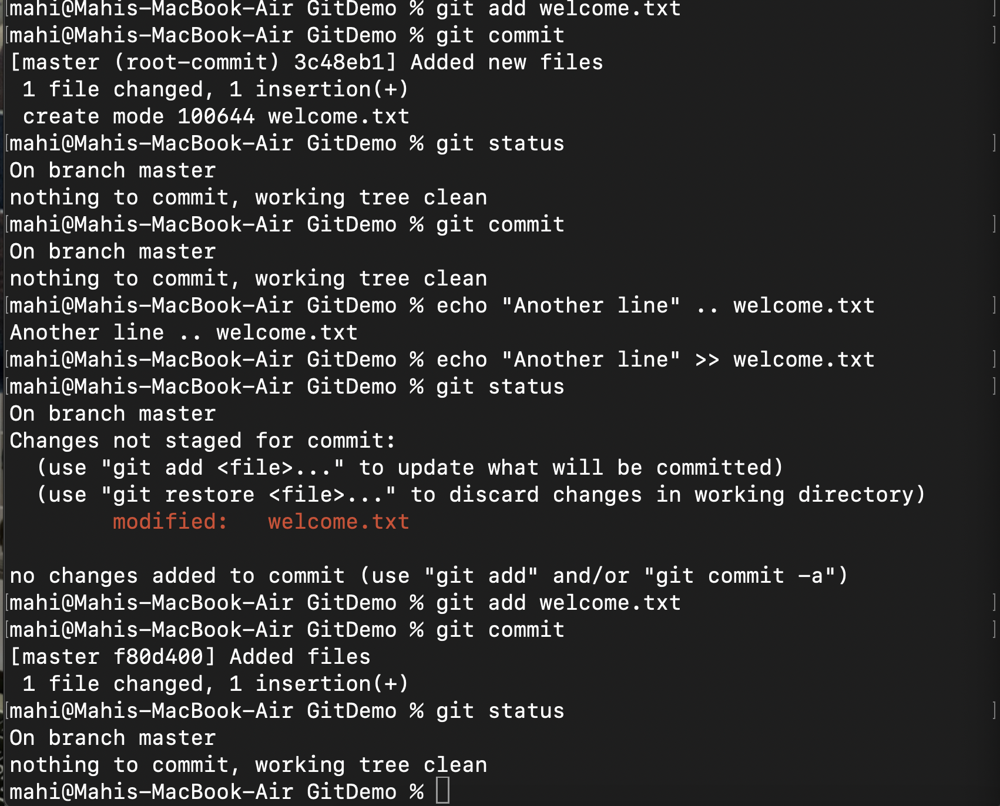 mahi@Mahis-MacBook-Air GitDemo % git add welcome.txt
[mahi@Mahis-MacBook-Air GitDemo % git commit ]
[master (root-commit) 3c48eb1] Added new files
 1 file changed, 1 insertion(+)
 create mode 100644 welcome.txt
[mahi@Mahis-MacBook-Air GitDemo % git status ]
On branch master
nothing to commit, working tree clean
[mahi@Mahis-MacBook-Air GitDemo % git commit ]
On branch master
nothing to commit, working tree clean
[mahi@Mahis-MacBook-Air GitDemo % echo "Another line" .. welcome.txt ]
Another line .. welcome.txt
[mahi@Mahis-MacBook-Air GitDemo % echo "Another line" >> welcome.txt ]
[mahi@Mahis-MacBook-Air GitDemo % git status ]
On branch master
Changes not staged for commit:
  (use "git add <file>..." to update what will be committed)
  (use "git restore <file>..." to discard changes in working directory)
        modified:   welcome.txt

no changes added to commit (use "git add" and/or "git commit -a")
[mahi@Mahis-MacBook-Air GitDemo % git add welcome.txt ]
[mahi@Mahis-MacBook-Air GitDemo % git commit ]
[master f80d400] Added files
 1 file changed, 1 insertion(+)
[mahi@Mahis-MacBook-Air GitDemo % git status ]
On branch master
nothing to commit, working tree clean
mahi@Mahis-MacBook-Air GitDemo %